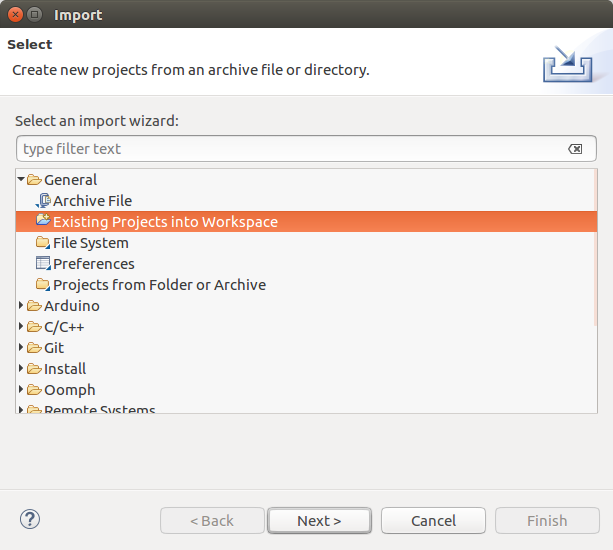 Import
Select
Create new projects from an archive file or directory.
Select an import wizard:
type filter text
General
Archive File
Existing Projects into Workspace
File System
Preferences
Projects from Folder or Archive
Arduino
C/C++
Git
Install
Oomph
Remote Systems
< Back
Next >
Cancel
Finish